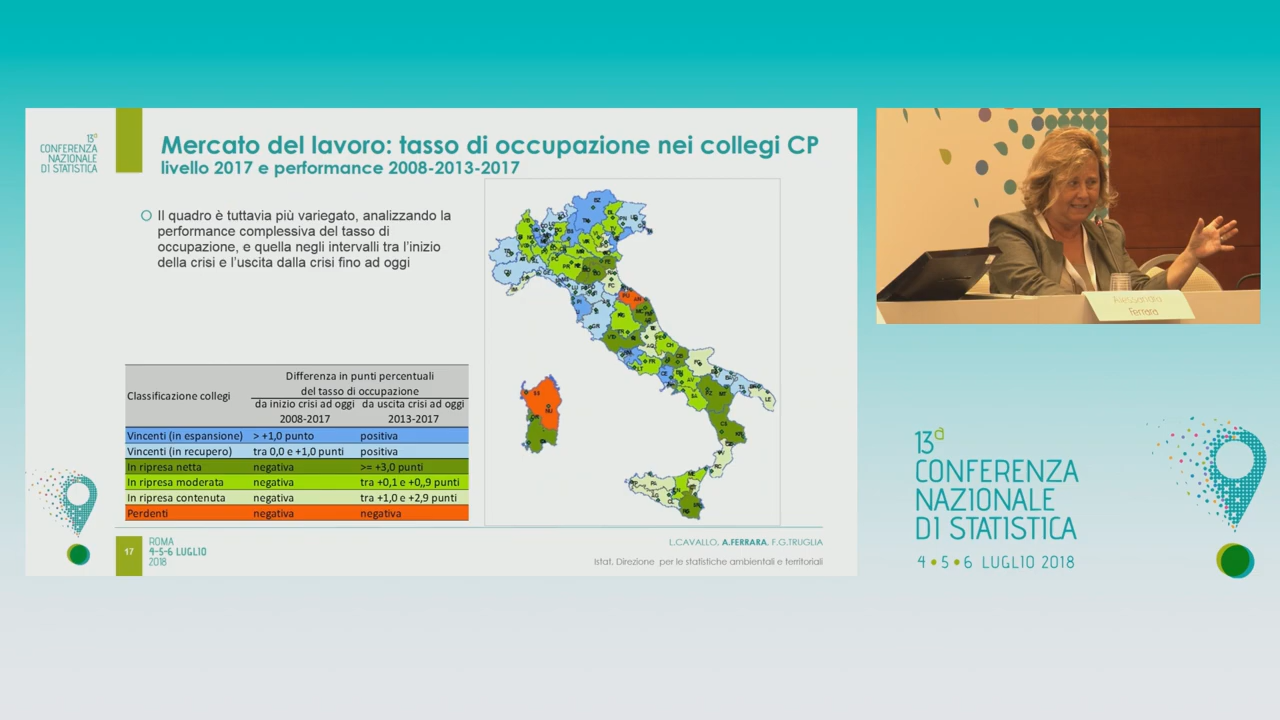 13a
CONFERENZA
NAZIONALE
DI STATISTICA
Mercato del lavoro: tasso di occupazione nei collegi CP
livello 2017 e performance 2008-2013-2017
Il quadro è tuttavia più variegato, analizzando la
performance complessiva del tasso di
occupazione, e quella negli intervalli tra l'inizio
della crisi e l'uscita dalla crisi fino ad oggi
Classificazione collegi
Differenza in punti percentuali
del tasso di occupazione
da inizio crisi ad oggi da uscita crisi ad oggi
2008-2017 2013-2017
Vincenti (in espansione) > +1,0 punto positiva
Vincenti (in recupero) tra 0,0 e +1,0 punti positiva
In ripresa netta negativa >= +3,0 punti
In ripresa moderata negativa tra +0,1 e +0,,9 punti
In ripresa contenuta negativa tra +1,0 e +2,9 punti
Perdenti negativa negativa
17
ROMA
4-5-6 LUGLIO
2018
L.CAVALLO, A.FERRARA, F.G.TRUGLIA
Istat, Direzione per le statistiche ambientali e territoriali
Alessandra
Ferrara
13a
CONFERENZA
NAZIONALE
DI STATISTICA
4 • 5 • 6 LUGLIO 2018